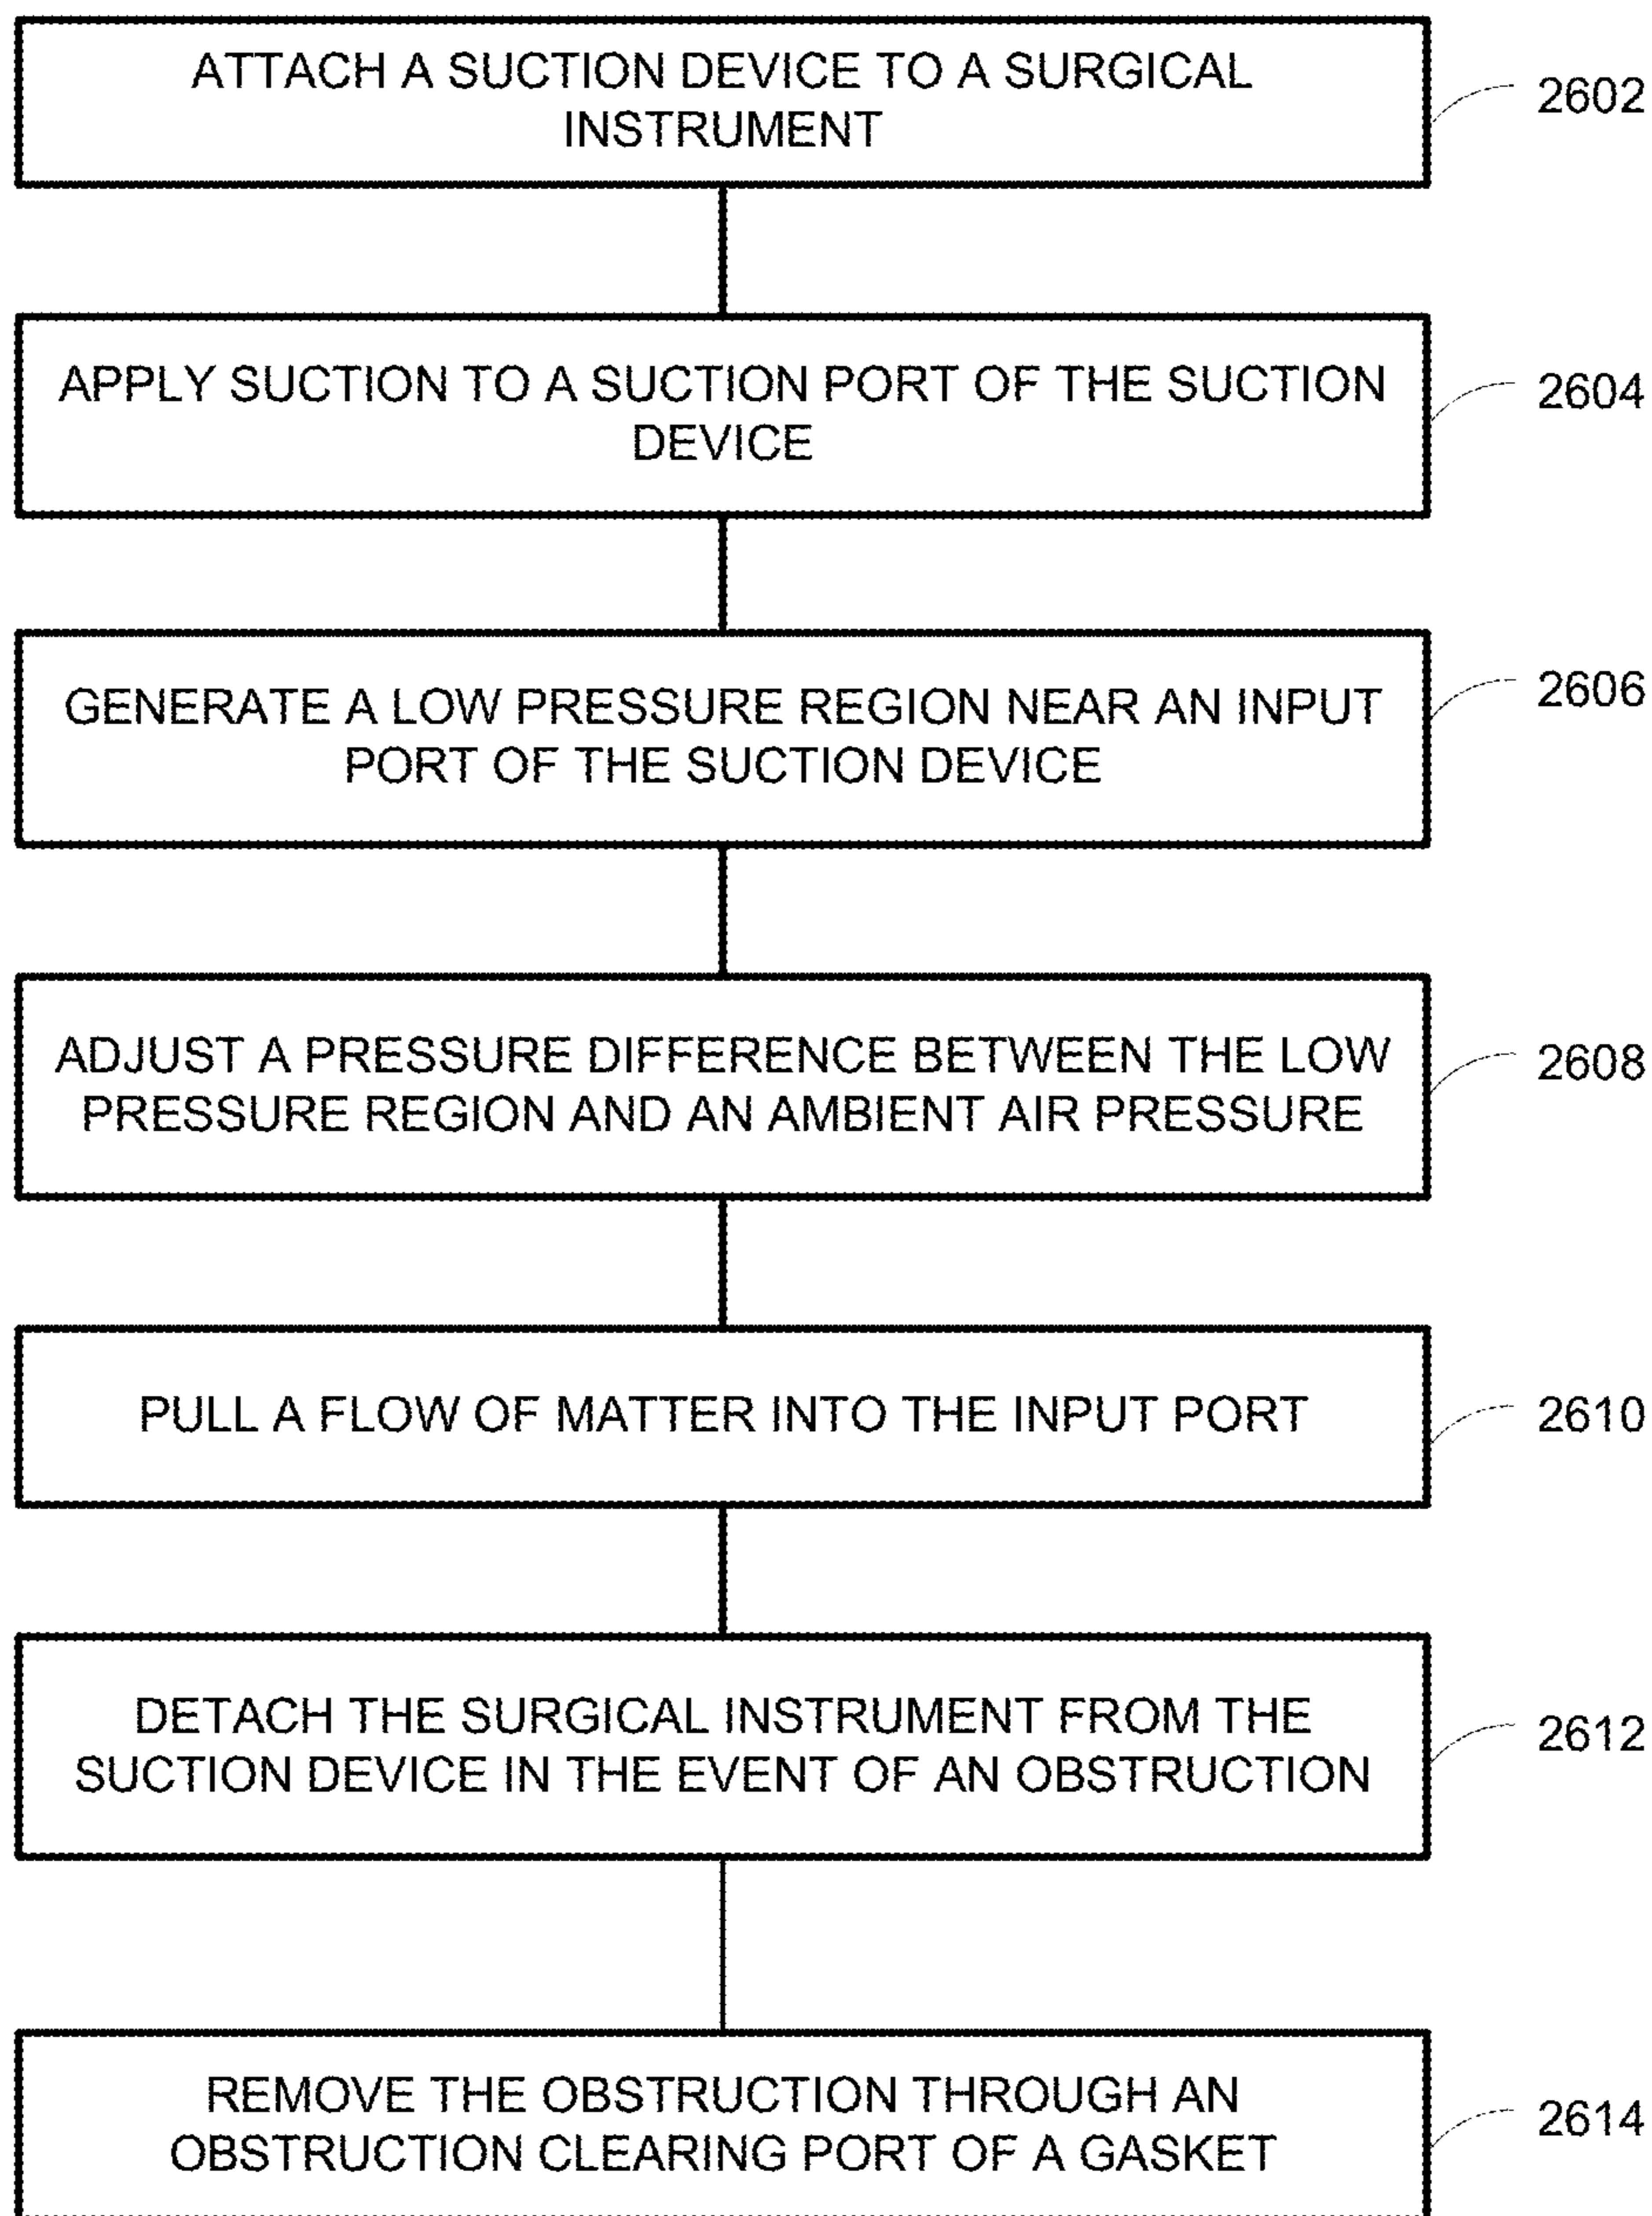 ATTACH A SUCTION DEVICE TO A SURGICAL
INSTRUMENT
2602
APPLY SUCTION TO A SUCTION PORT OF THE SUCTION
DEVICE
2604
GENERATE A LOW PRESSURE REGION NEAR AN INPUT
PORT OF THE SUCTION DEVICE
2606
ADJUST A PRESSURE DIFFERENCE BETWEEN THE LOW
PRESSURE REGION AND AN AMBIENT AIR PRESSURE
2608
PULL A FLOW OF MATTER INTO THE INPUT PORT
2610
DETACH THE SURGICAL INSTRUMENT FROM THE
SUCTION DEVICE IN THE EVENT OF AN OBSTRUCTION
2612
REMOVE THE OBSTRUCTION THROUGH AN
OBSTRUCTION CLEARING PORT OF A GASKET
2614